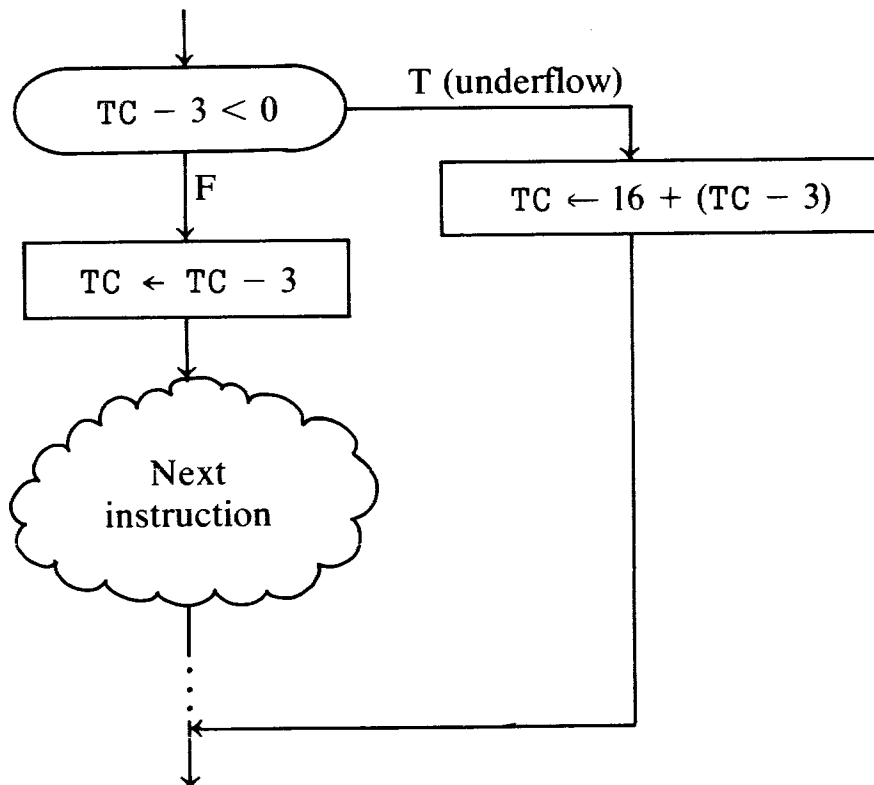 T (underflow)
TC − 3 < 0
F
TC ← 16 + (TC − 3)
TC ← TC − 3
Next
instruction